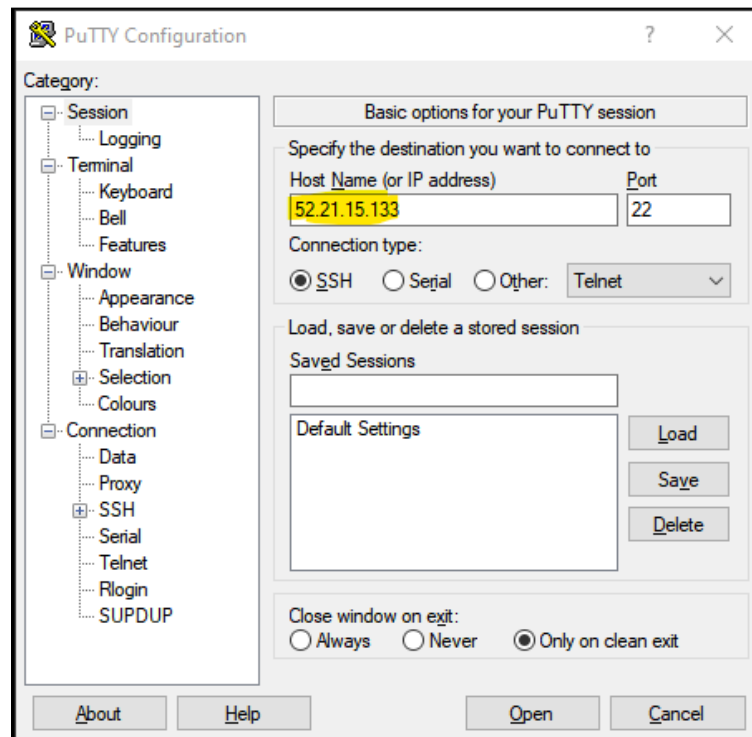 PuTTY Configuration
?
Category:
Session
Logging
Terminal
Keyboard
Bell
Features
Window
Appearance
Behaviour
Translation
Selection
Colours
Connection
Data
Proxy
SSH
Serial
Telnet
Rlogin
SUPDUP
Basic options for your PuTTY session
Specify the destination you want to connect to
Host Name (or IP address) Port
52.21.15.133 22
Connection type:
SSH Serial Other: Telnet
Load, save or delete a stored session
Saved Sessions
Default Settings
Load
Save
Delete
Close window on exit:
Always Never Only on clean exit
About Help Open Cancel